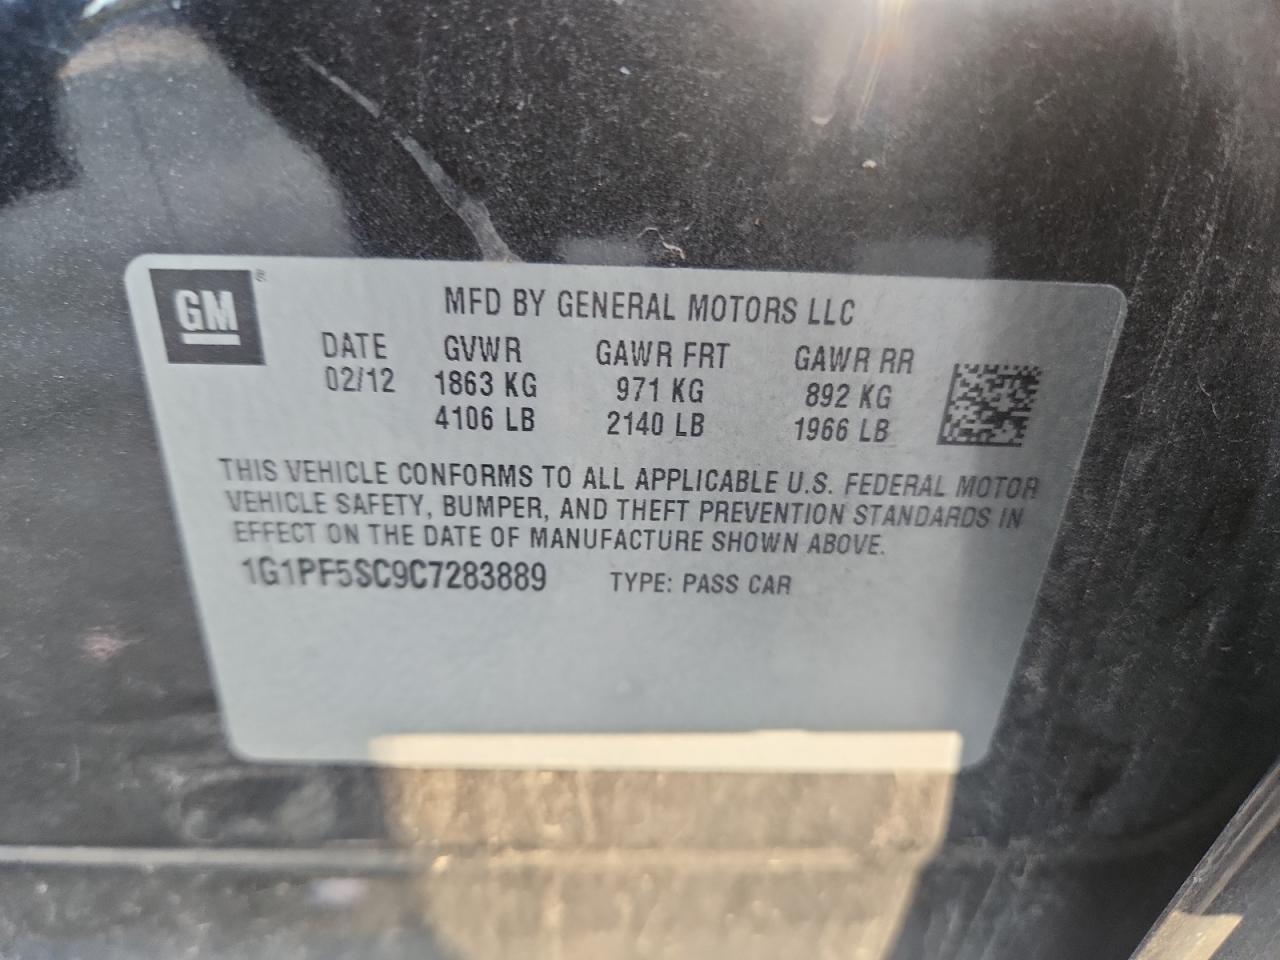 GM ®
MFD BY GENERAL MOTORS LLC
DATE GVWR GAWR FRT GAWR RR
02/12 1863 KG 971 KG 892 KG
4106 LB 2140 LB 1966 LB
THIS VEHICLE CONFORMS TO ALL APPLICABLE U.S. FEDERAL MOTOR
VEHICLE SAFETY, BUMPER, AND THEFT PREVENTION STANDARDS IN
EFFECT ON THE DATE OF MANUFACTURE SHOWN ABOVE.
1G1PF5SC9C7283889 TYPE: PASS CAR